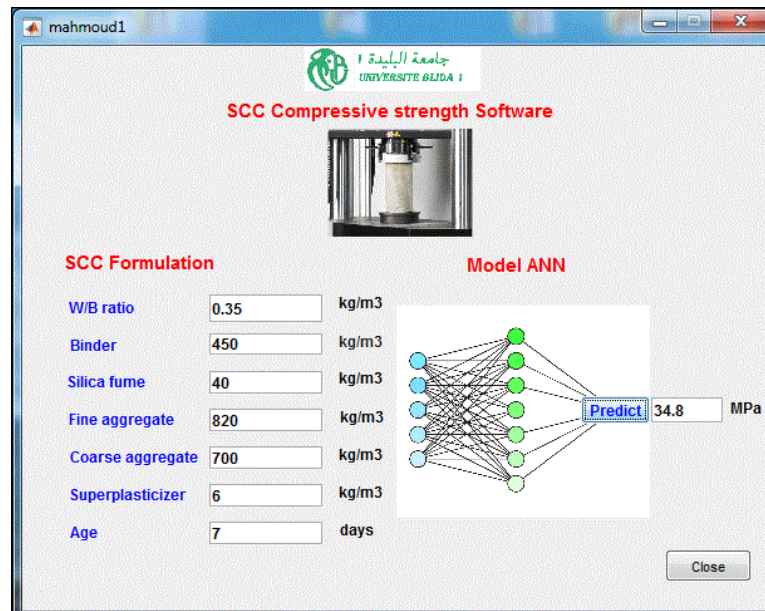 mahmoud1
جامعة البليدة ١
UNIVERSITE BLIDA 1
SCC Compressive strength Software
SCC Formulation
Model ANN
W/B ratio 0.35 kg/m3
Binder 450 kg/m3
Silica fume 40 kg/m3
Fine aggregate 820 kg/m3
Coarse aggregate 700 kg/m3
Superplasticizer 6 kg/m3
Age 7 days
Predict 34.8 MPa
Close